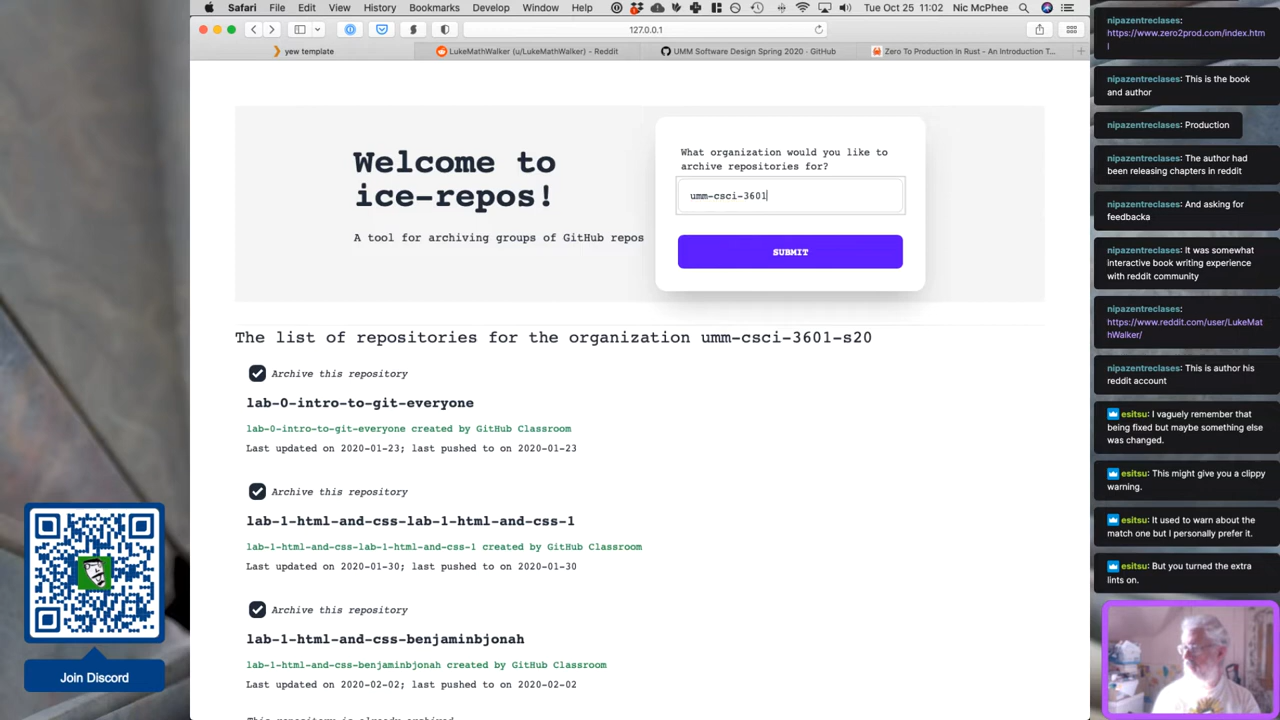 Safari File Edit View History Bookmarks Develop Window Help Tue Oct 25 11:02 Nic McPhee
127.0.0.1
yew template
LukeMathWalker (u/LukeMathWalker) - Reddit
UMM Software Design Spring 2020 · GitHub
Zero To Production In Rust - An Introduction T...
Welcome to
ice-repos!
A tool for archiving groups of GitHub repos
What organization would you like to
archive repositories for?
umm-csci-3601
SUBMIT
The list of repositories for the organization umm-csci-3601-s20
Archive this repository
lab-0-intro-to-git-everyone
lab-0-intro-to-git-everyone created by GitHub Classroom
Last updated on 2020-01-23; last pushed to on 2020-01-23
Archive this repository
lab-1-html-and-css-lab-1-html-and-css-1
lab-1-html-and-css-lab-1-html-and-css-1 created by GitHub Classroom
Last updated on 2020-01-30; last pushed to on 2020-01-30
Archive this repository
lab-1-html-and-css-benjaminbjonah
lab-1-html-and-css-benjaminbjonah created by GitHub Classroom
Last updated on 2020-02-02; last pushed to on 2020-02-02
This repository is already archived
Join Discord
nipazentreclases:
https://www.zero2prod.com/index.htm
l
nipazentreclases: This is the book
and author
nipazentreclases: Production
nipazentreclases: The author had
been releasing chapters in reddit
nipazentreclases: And asking for
feedbacka
nipazentreclases: It was somewhat
interactive book writing experience
with reddit community
nipazentreclases:
https://www.reddit.com/user/LukeMat
hWalker/
nipazentreclases: This is author his
reddit account
esitsu: I vaguely remember that
being fixed but maybe something else
was changed.
esitsu: This might give you a clippy
warning.
esitsu: It used to warn about the
match one but I personally prefer it.
esitsu: But you turned the extra
lints on.